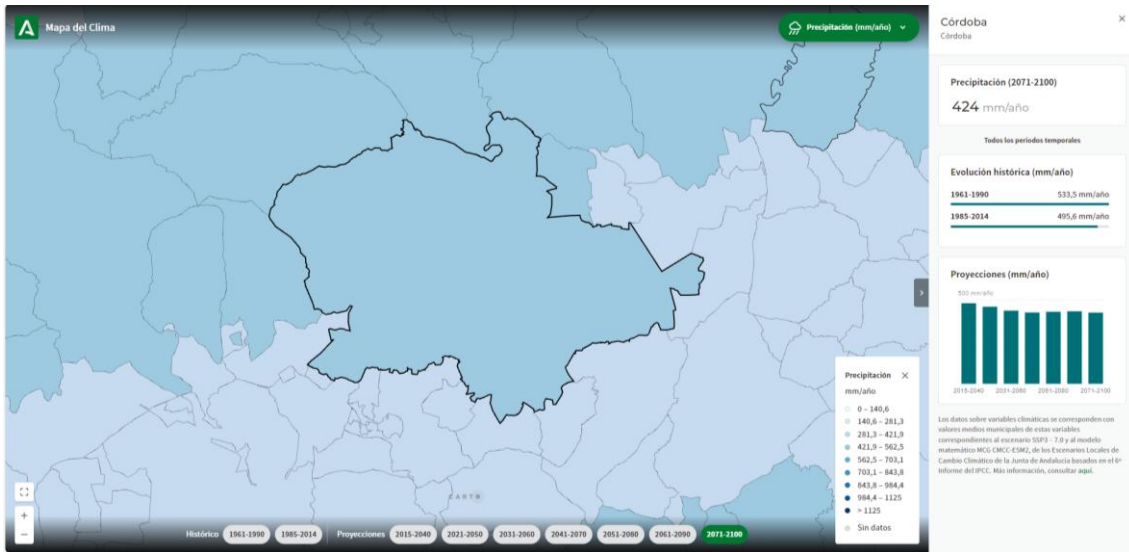 Mapa del Clima
Precipitación (mm/año)
CARTO
Histórico 1961-1990 1985-2014 Proyecciones 2015-2040 2021-2050 2031-2060 2041-2070 2051-2080 2061-2090 2071-2100
Precipitación
mm/año
0 – 140,6
140,6 – 281,3
281,3 – 421,9
421,9 – 562,5
562,5 – 703,1
703,1 – 843,8
843,8 – 984,4
984,4 – 1125
> 1125
Sin datos
Córdoba
Córdoba
Precipitación (2071-2100)
424 mm/año
Todos los periodos temporales
Evolución histórica (mm/año)
1961-1990 533,5 mm/año
1985-2014 495,6 mm/año
Proyecciones (mm/año)
500 mm/año
2015-2040 2031-2060 2051-2080 2071-2100
Los datos sobre variables climáticas se corresponden con
valores medios municipales de estas variables
correspondientes al escenario SSP3 - 7.0 y al modelo
matemático MCG CMCC-ESM2, de los Escenarios Locales de
Cambio Climático de la Junta de Andalucía basados en el 6º
Informe del IPCC. Más información, consultar aquí.